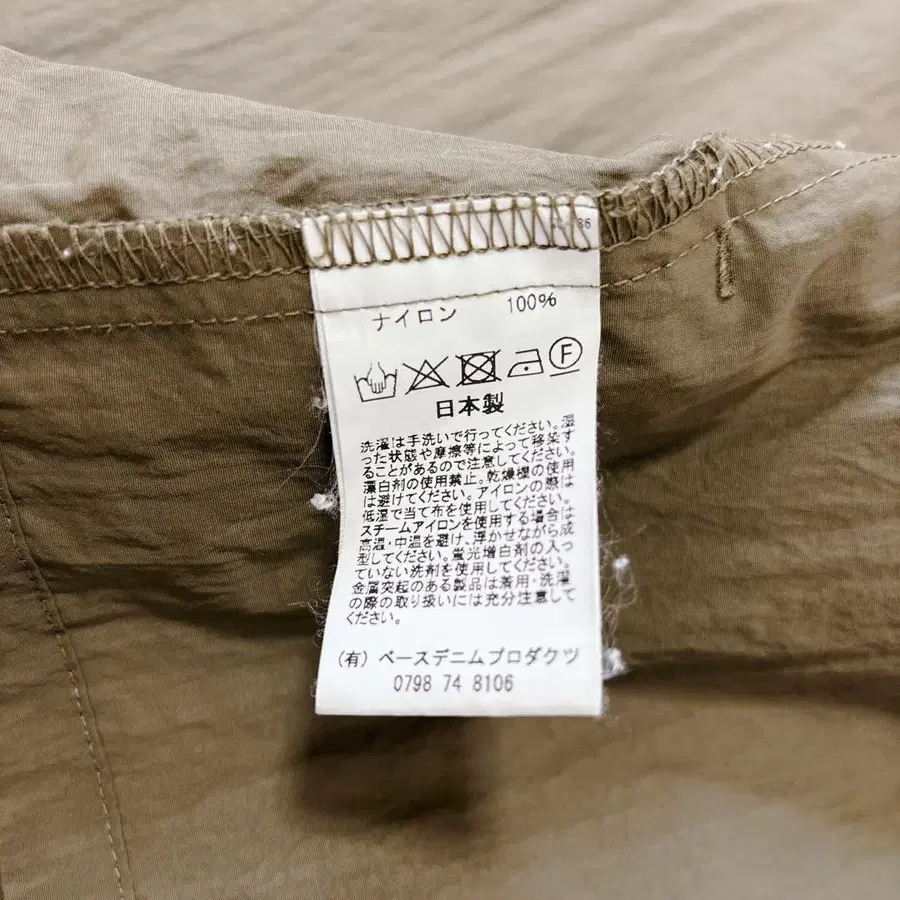 ナイロン 100%
F
日本製
洗濯は手洗いで行ってください。湿
った状態や摩擦等によって移染す
ることがあるので注意してください。
漂白剤の使用禁止。乾燥機の使用
は避けてください。アイロンの際は
低温で当て布を使用してください。
スチームアイロンを使用する場合は
高温・中温を避け、浮かせながら成
型してください。蛍光増白剤の入っ
ていない洗剤を使用してください。
金属突起のある製品は着用・洗濯
の際の取り扱いには充分注意して
ください。
(有) ベースデニムプロダクツ
0798 74 8106